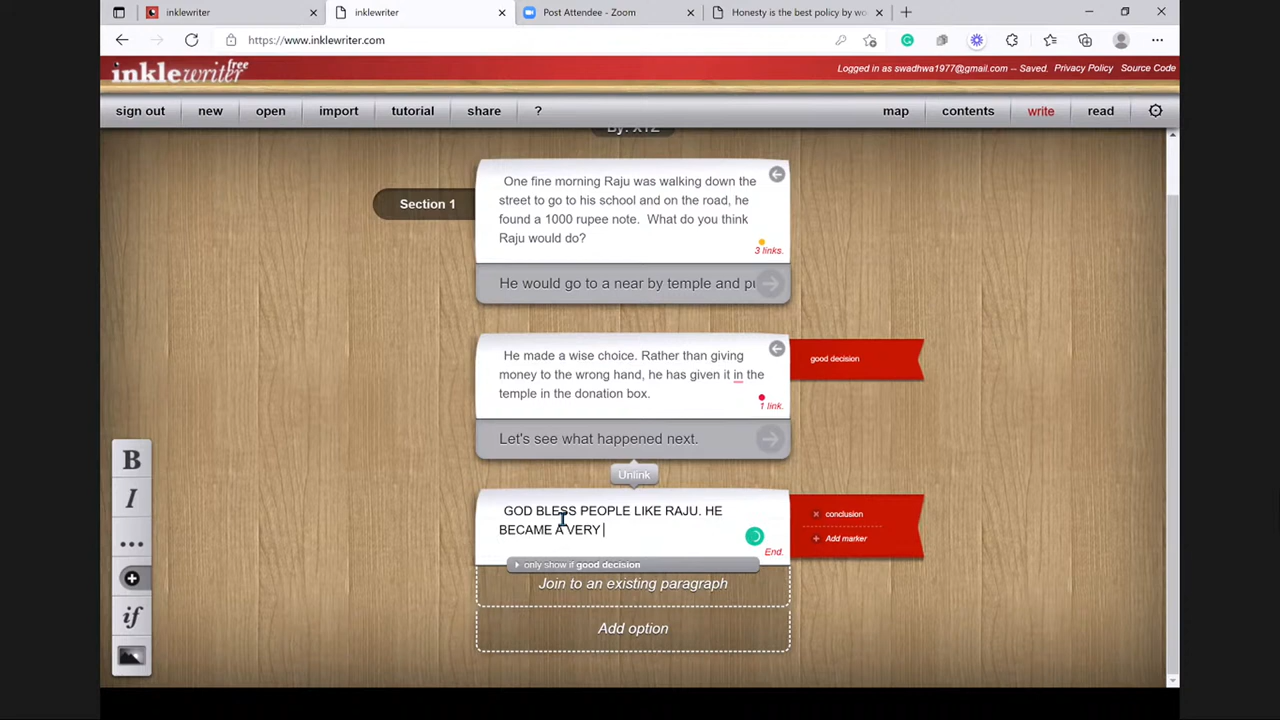 inklewriter
inklewriter
Post Attendee - Zoom
Honesty is the best policy by wo
https://www.inklewriter.com
inklewriter free
Logged in as swadhwa1977@gmail.com -- Saved. Privacy Policy Source Code
sign out new open import tutorial share ? map contents write read
By: XYZ
Section 1
One fine morning Raju was walking down the
street to go to his school and on the road, he
found a 1000 rupee note. What do you think
Raju would do?
3 links.
He would go to a near by temple and pu
He made a wise choice. Rather than giving
money to the wrong hand, he has given it in the
temple in the donation box.
1 link.
good decision
Let's see what happened next.
Unlink
GOD BLESS PEOPLE LIKE RAJU. HE
BECAME A VERY
End.
conclusion
Add marker
only show if good decision
Join to an existing paragraph
Add option
B
I
...
if